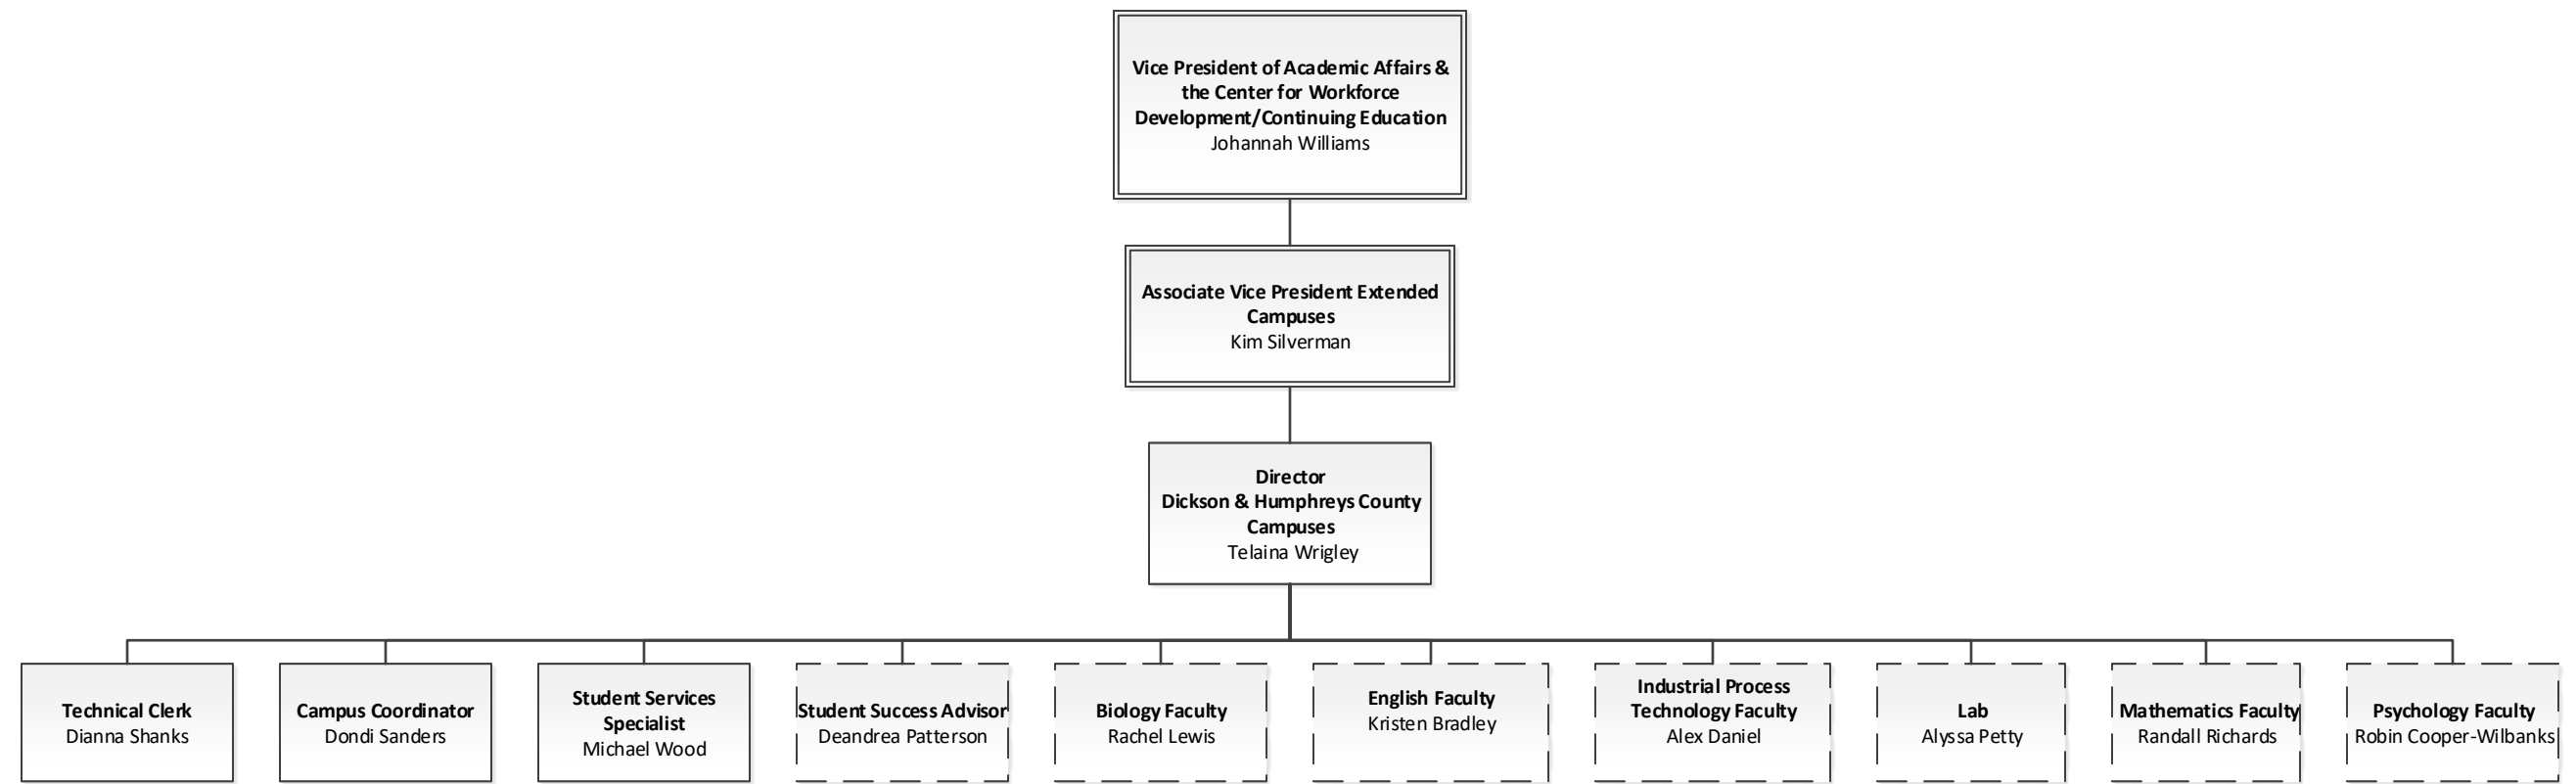 Vice President of Academic Affairs &
the Center for Workforce
Development/Continuing Education
Johannah Williams
Associate Vice President Extended
Campuses
Kim Silverman
Director
Dickson & Humphreys County
Campuses
Telaina Wrigley
Technical Clerk
Dianna Shanks
Campus Coordinator
Dondi Sanders
Student Services
Specialist
Michael Wood
Student Success Advisor
Deandrea Patterson
Biology Faculty
Rachel Lewis
English Faculty
Kristen Bradley
Industrial Process
Technology Faculty
Alex Daniel
Lab
Alyssa Petty
Mathematics Faculty
Randall Richards
Psychology Faculty
Robin Cooper-Wilbanks